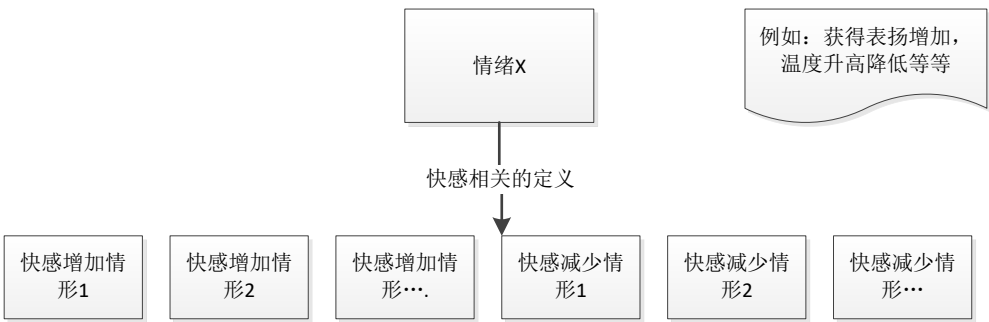 情绪X
例如：获得表扬增加，
温度升高降低等等
快感相关的定义
快感增加情
形1
快感增加情
形2
快感增加情
形….
快感减少情
形1
快感减少情
形2
快感减少情
形…